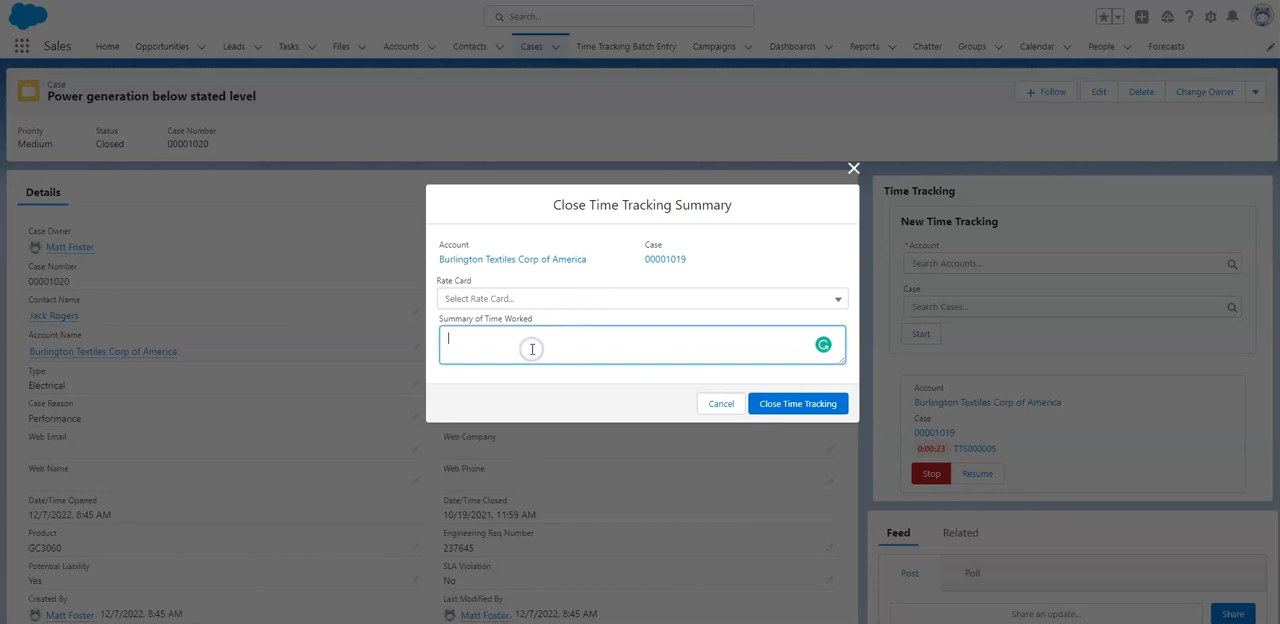 Search...
Sales
Home Opportunities Leads Tasks Files Accounts Contacts Cases Time Tracking Batch Entry Campaigns Dashboards Reports Chatter Groups Calendar People Forecasts
Case
Power generation below stated level
+ Follow Edit Delete Change Owner
Priority Status Case Number
Medium Closed 00001020
Details
Case Owner
Matt Foster
Case Number
00001020
Contact Name
Jack Rogers
Account Name
Burlington Textiles Corp of America
Type
Electrical
Case Reason
Performance
Web Email Web Company
Web Name Web Phone
Date/Time Opened Date/Time Closed
12/7/2022, 8:45 AM 10/19/2021, 11:59 AM
Product Engineering Req Number
GC3060 237645
Potential Liability SLA Violation
Yes No
Created By Last Modified By
Matt Foster, 12/7/2022, 8:45 AM Matt Foster, 12/7/2022, 8:45 AM
Close Time Tracking Summary
Account Case
Burlington Textiles Corp of America 00001019
Rate Card
Select Rate Card...
Summary of Time Worked
Cancel Close Time Tracking
Time Tracking
New Time Tracking
*Account
Search Accounts...
Case
Search Cases...
Start
Account
Burlington Textiles Corp of America
Case
00001019
0:00:23 TTS000005
Stop Resume
Feed Related
Post Poll
Share an update... Share